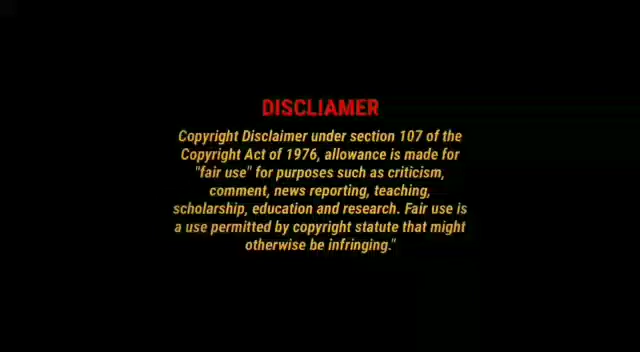 DISCLIAMER
Copyright Disclaimer under section 107 of the
Copyright Act of 1976, allowance is made for
"fair use" for purposes such as criticism,
comment, news reporting, teaching,
scholarship, education and research. Fair use is
a use permitted by copyright statute that might
otherwise be infringing."